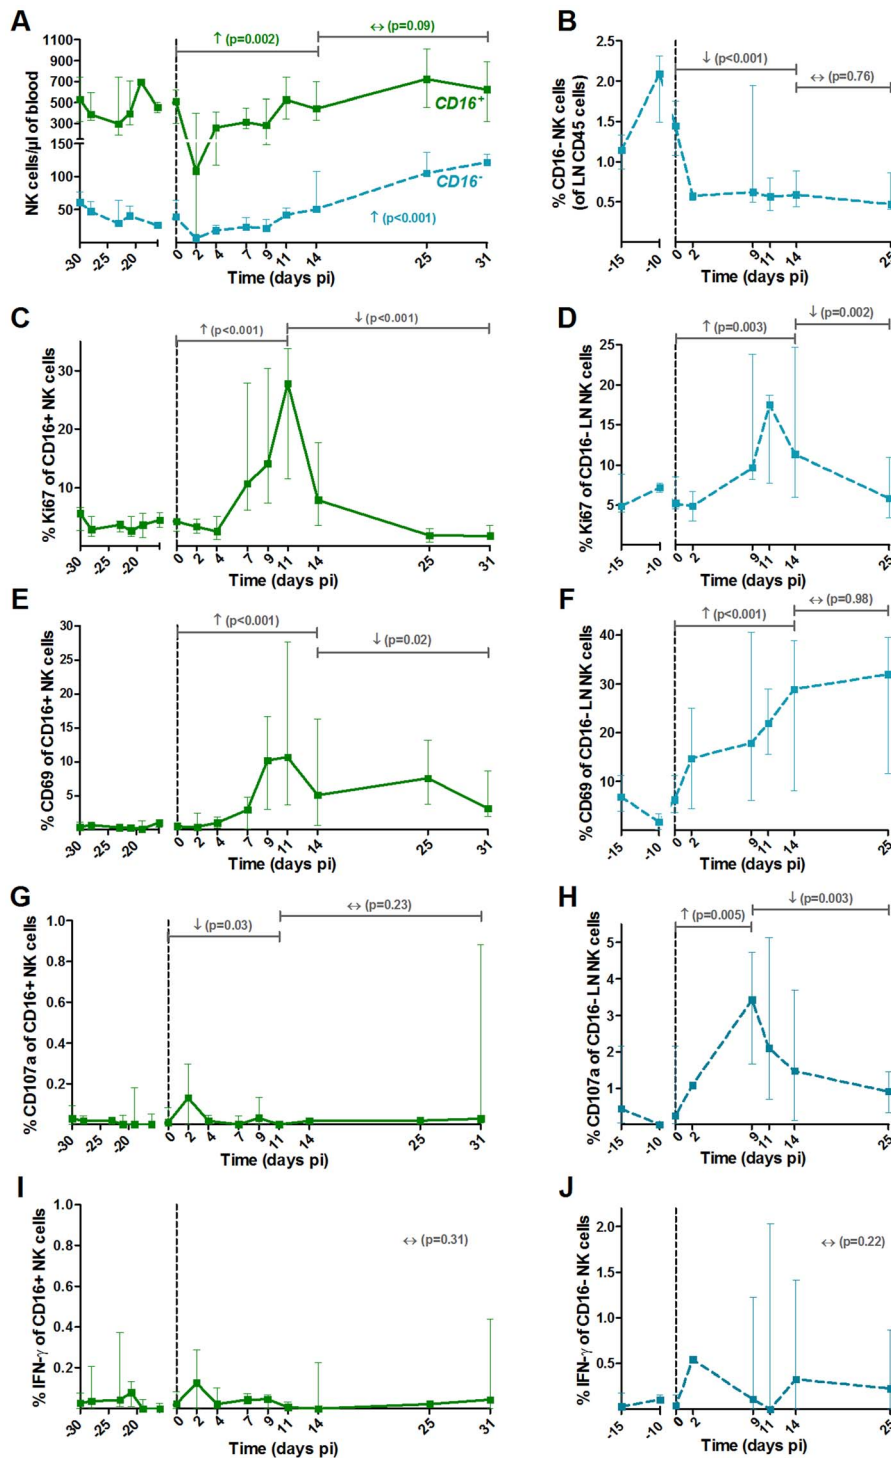 A
NK cells/µl of blood
1100
900
700
500
300
150
100
50
↑ (p=0.002)
↔ (p=0.09)
CD16+
CD16-
↑ (p<0.001)
-30
-25
-20
0
2
4
7
9
11
14
25
31
Time (days pi)
B
% CD16- NK cells
(of LN CD45 cells)
2.5
2.0
1.5
1.0
0.5
↓ (p<0.001)
↔ (p=0.76)
-15
-10
0
2
9
11
14
25
Time (days pi)
C
% Ki67 of CD16+ NK cells
30
20
10
↑ (p<0.001)
↓ (p<0.001)
-30
-25
-20
0
2
4
7
9
11
14
25
31
Time (days pi)
D
% Ki67 of CD16- LN NK cells
25
20
15
10
5
↑ (p=0.003)
↓ (p=0.002)
-15
-10
0
2
9
11
14
25
Time (days pi)
E
% CD69 of CD16+ NK cells
30
25
20
15
10
5
↑ (p<0.001)
↓ (p=0.02)
-30
-25
-20
0
2
4
7
9
11
14
25
31
Time (days pi)
F
% CD69 of CD16- LN NK cells
40
30
20
10
↑ (p<0.001)
↔ (p=0.98)
-15
-10
0
2
9
11
14
25
Time (days pi)
G
% CD107a of CD16+ NK cells
1.0
0.8
0.6
0.4
0.2
↓ (p=0.03)
↔ (p=0.23)
-30
-25
-20
0
2
4
7
9
11
14
25
31
Time (days pi)
H
% CD107a of CD16- LN NK cells
5
4
3
2
1
↑ (p=0.005)
↓ (p=0.003)
-15
-10
0
2
9
11
14
25
Time (days pi)
I
% IFN-γ of CD16+ NK cells
1.0
0.8
0.6
0.4
0.2
↔ (p=0.31)
-30
-25
-20
0
2
4
7
9
11
14
25
31
Time (days pi)
J
% IFN-γ of CD16- NK cells
2.0
1.5
1.0
0.5
↔ (p=0.22)
-15
-10
0
2
9
11
14
25
Time (days pi)